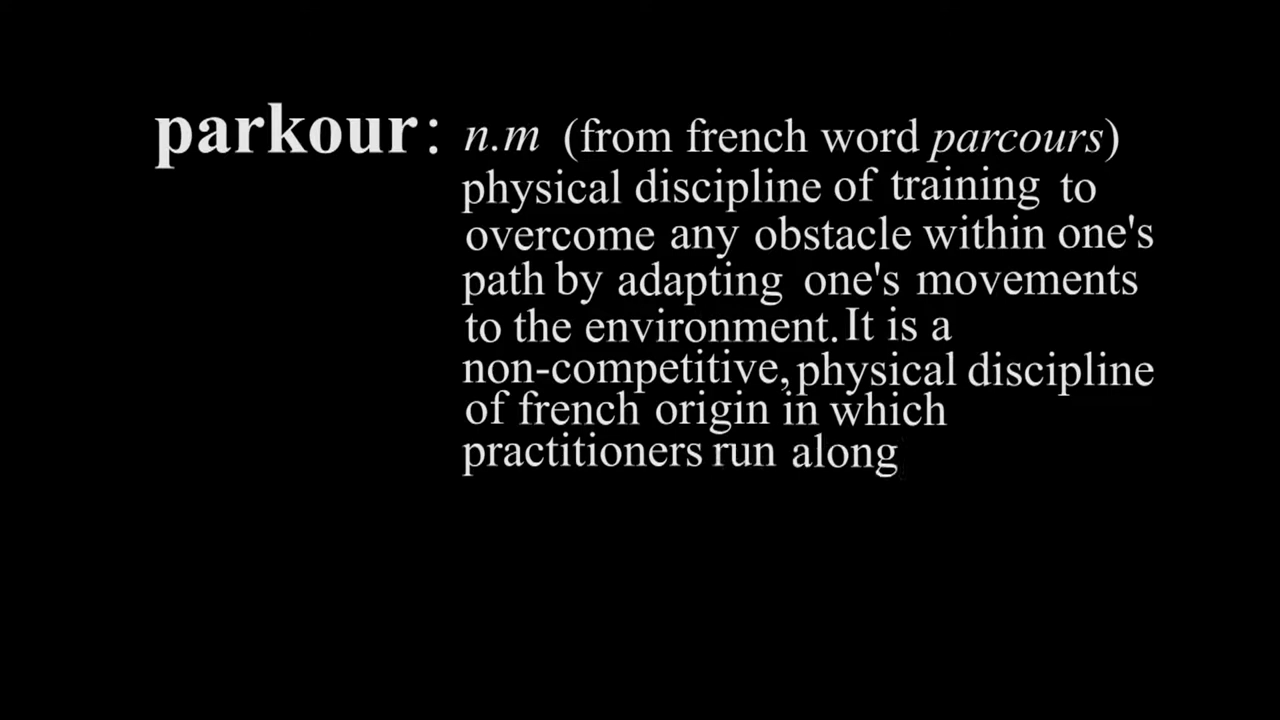 parkour: n.m (from french word parcours)
physical discipline of training to
overcome any obstacle within one's
path by adapting one's movements
to the environment. It is a
non-competitive, physical discipline
of french origin in which
practitioners run along